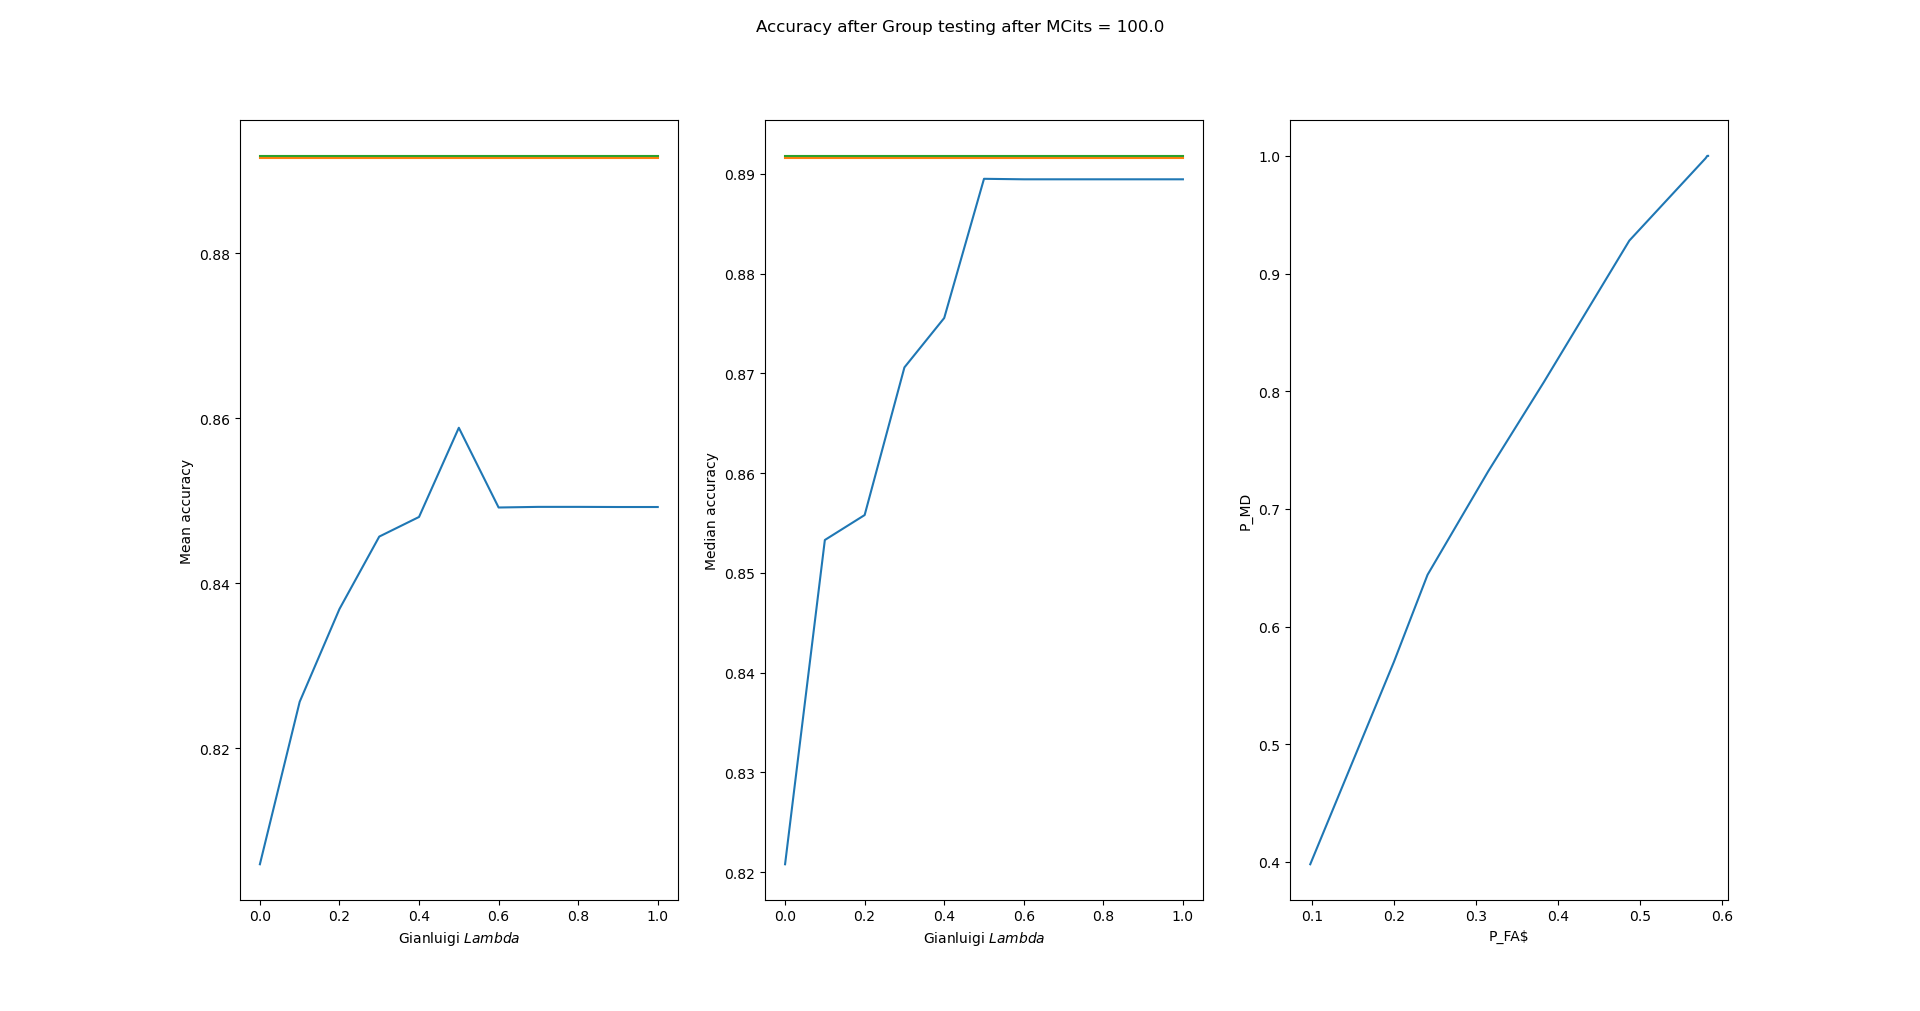 Accuracy after Group testing after MCits = 100.0
Mean accuracy
0.88
0.86
0.84
0.82
0.0 0.2 0.4 0.6 0.8 1.0
Gianluigi Lambda
Median accuracy
0.89
0.88
0.87
0.86
0.85
0.84
0.83
0.82
0.0 0.2 0.4 0.6 0.8 1.0
Gianluigi Lambda
P_MD
1.0
0.9
0.8
0.7
0.6
0.5
0.4
0.1 0.2 0.3 0.4 0.5 0.6
P_FA$